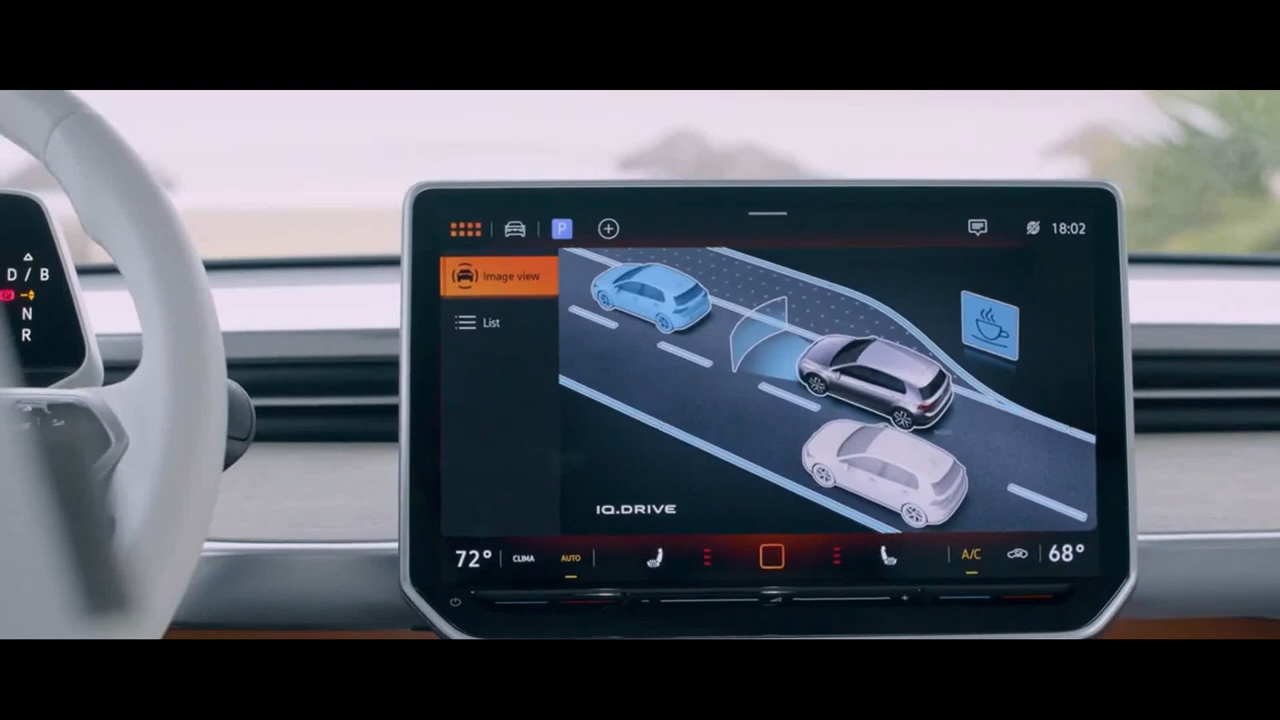 P
18:02
D / B
N
R
Image view
List
IQ.DRIVE
72°
CLIMA
AUTO
A/C
68°